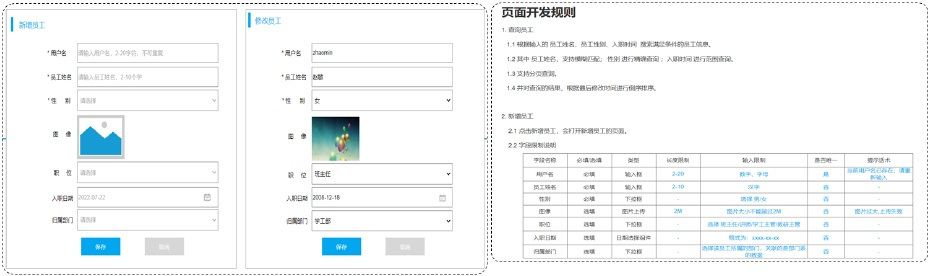 新增员工
* 用户名
请输入用户名，2-20字符，不可重复
* 员工姓名
请输入员工姓名，2-10个字
* 性 别
请选择
图 像
职 位
请选择
入职日期
2022-07-22
归属部门
请选择
保存
取消
修改员工
* 用户名
zhaomin
* 员工姓名
赵敏
* 性 别
女
图 像
职 位
班主任
入职日期
2008-12-18
归属部门
学工部
保存
取消
页面开发规则
1. 查询员工
1.1 根据输入的 员工姓名、员工性别、入职时间 搜索满足条件的员工信息。
1.2 其中 员工姓名，支持模糊匹配；性别 进行精确查询；入职时间 进行范围查询。
1.3 支持分页查询。
1.4 并对查询的结果，根据最后修改时间进行倒序排序。
2. 新增员工
2.1 点击新增员工，会打开新增员工的页面。
2.2 字段限制说明
字段名称 必填/选填 类型 长度限制 输入限制 是否唯一 提示话术
用户名 必填 输入框 2-20 数字、字母 是 当前用户名已存在，请重新输入
员工姓名 必填 输入框 2-10 汉字 否 -
性别 必填 下拉框 - 选择 男/女 否 -
图像 选填 图片上传 2M 图片大小不能超过2M 否 图片过大 上传失败
职位 选填 下拉框 - 选择 班主任/讲师/学工主管/教研主管 否 -
入职日期 选填 日期选择组件 - 格式为：xxxx-xx-xx 否 -
归属部门 选填 下拉框 - 否 -